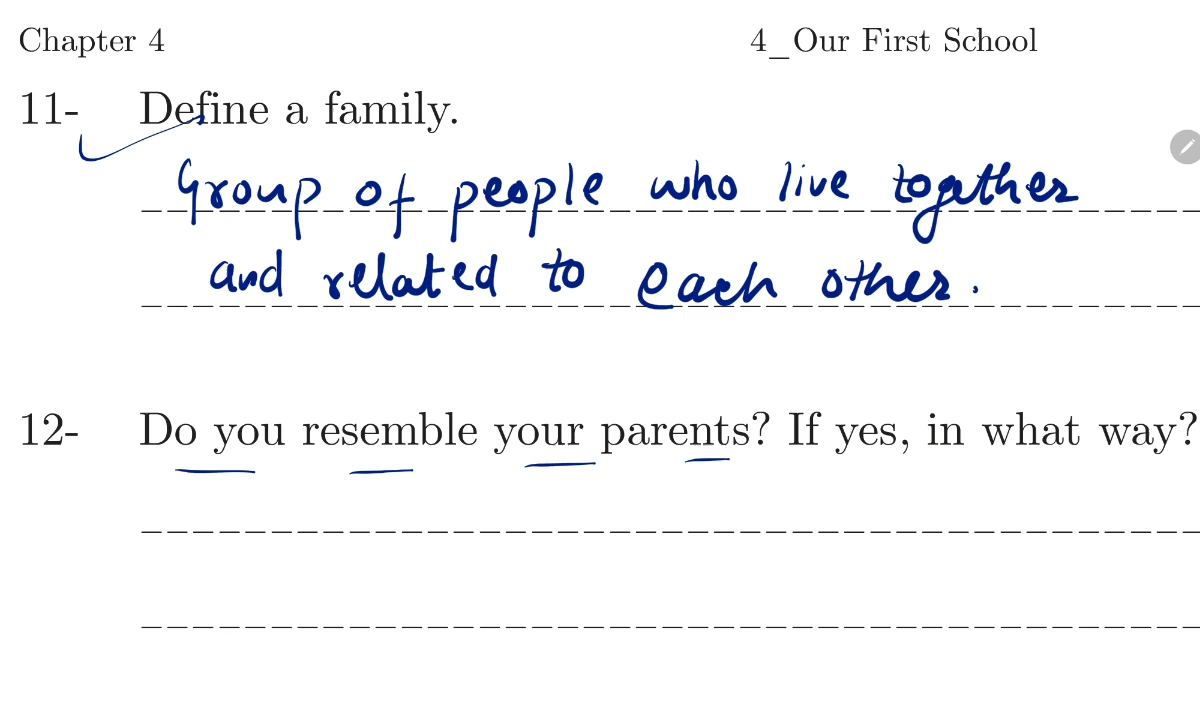 Chapter 4 4_Our First School
11- Define a family.
Group of people who live together
and related to each other.
12- Do you resemble your parents? If yes, in what way?